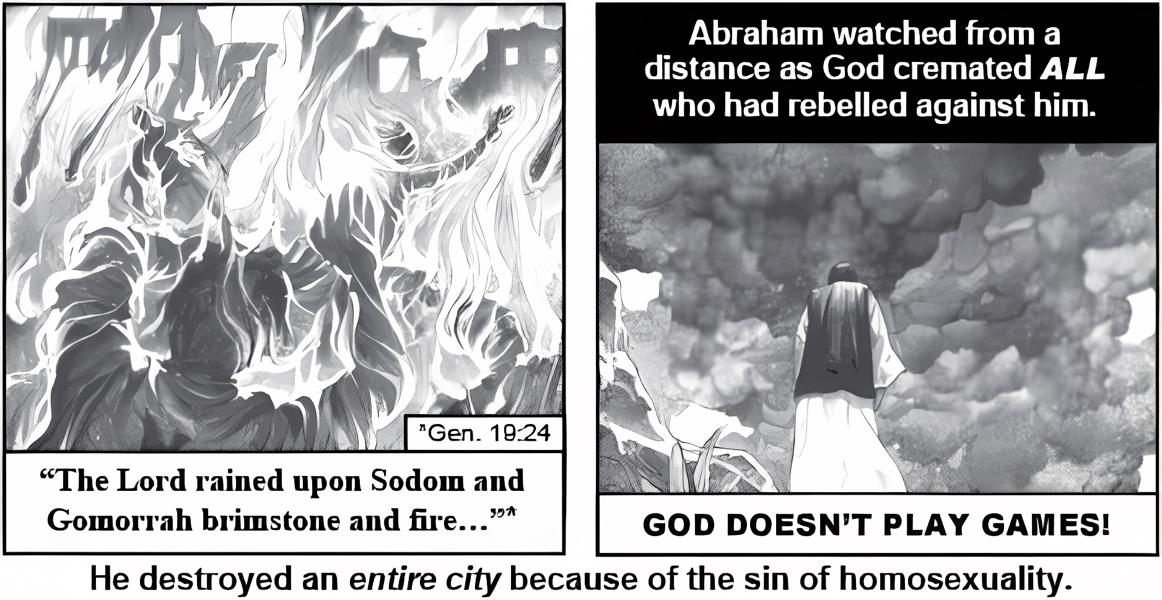 *Gen. 19:24
“The Lord rained upon Sodom and
Gomorrah brimstone and fire...”*
Abraham watched from a
distance as God cremated ALL
who had rebelled against him.
GOD DOESN’T PLAY GAMES!
He destroyed an entire city because of the sin of homosexuality.